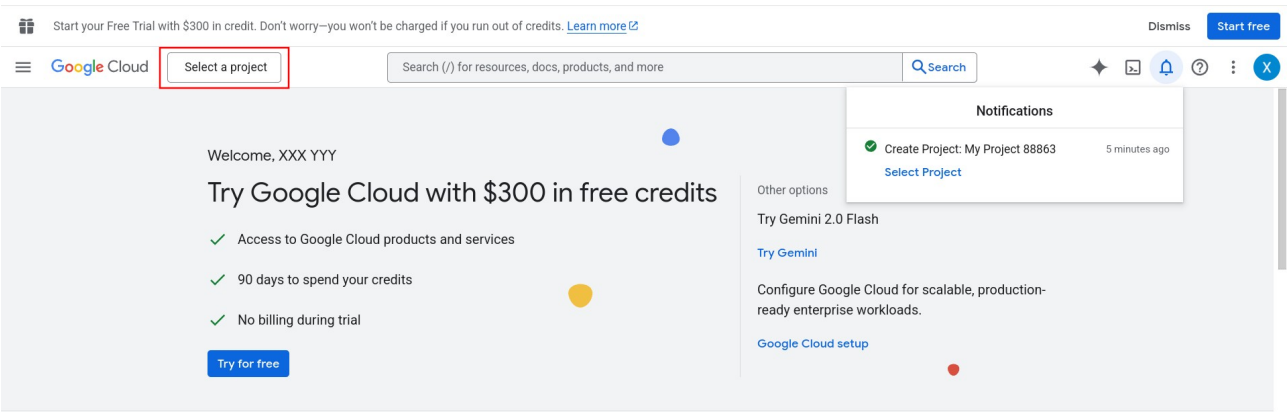 Start your Free Trial with $300 in credit. Don't worry—you won't be charged if you run out of credits. Learn more
Dismiss
Start free
Google Cloud
Select a project
Search (/) for resources, docs, products, and more
Search
X
Notifications
Create Project: My Project 88863
5 minutes ago
Select Project
Welcome, XXX YYY
Try Google Cloud with $300 in free credits
Access to Google Cloud products and services
90 days to spend your credits
No billing during trial
Try for free
Other options
Try Gemini 2.0 Flash
Try Gemini
Configure Google Cloud for scalable, production-
ready enterprise workloads.
Google Cloud setup